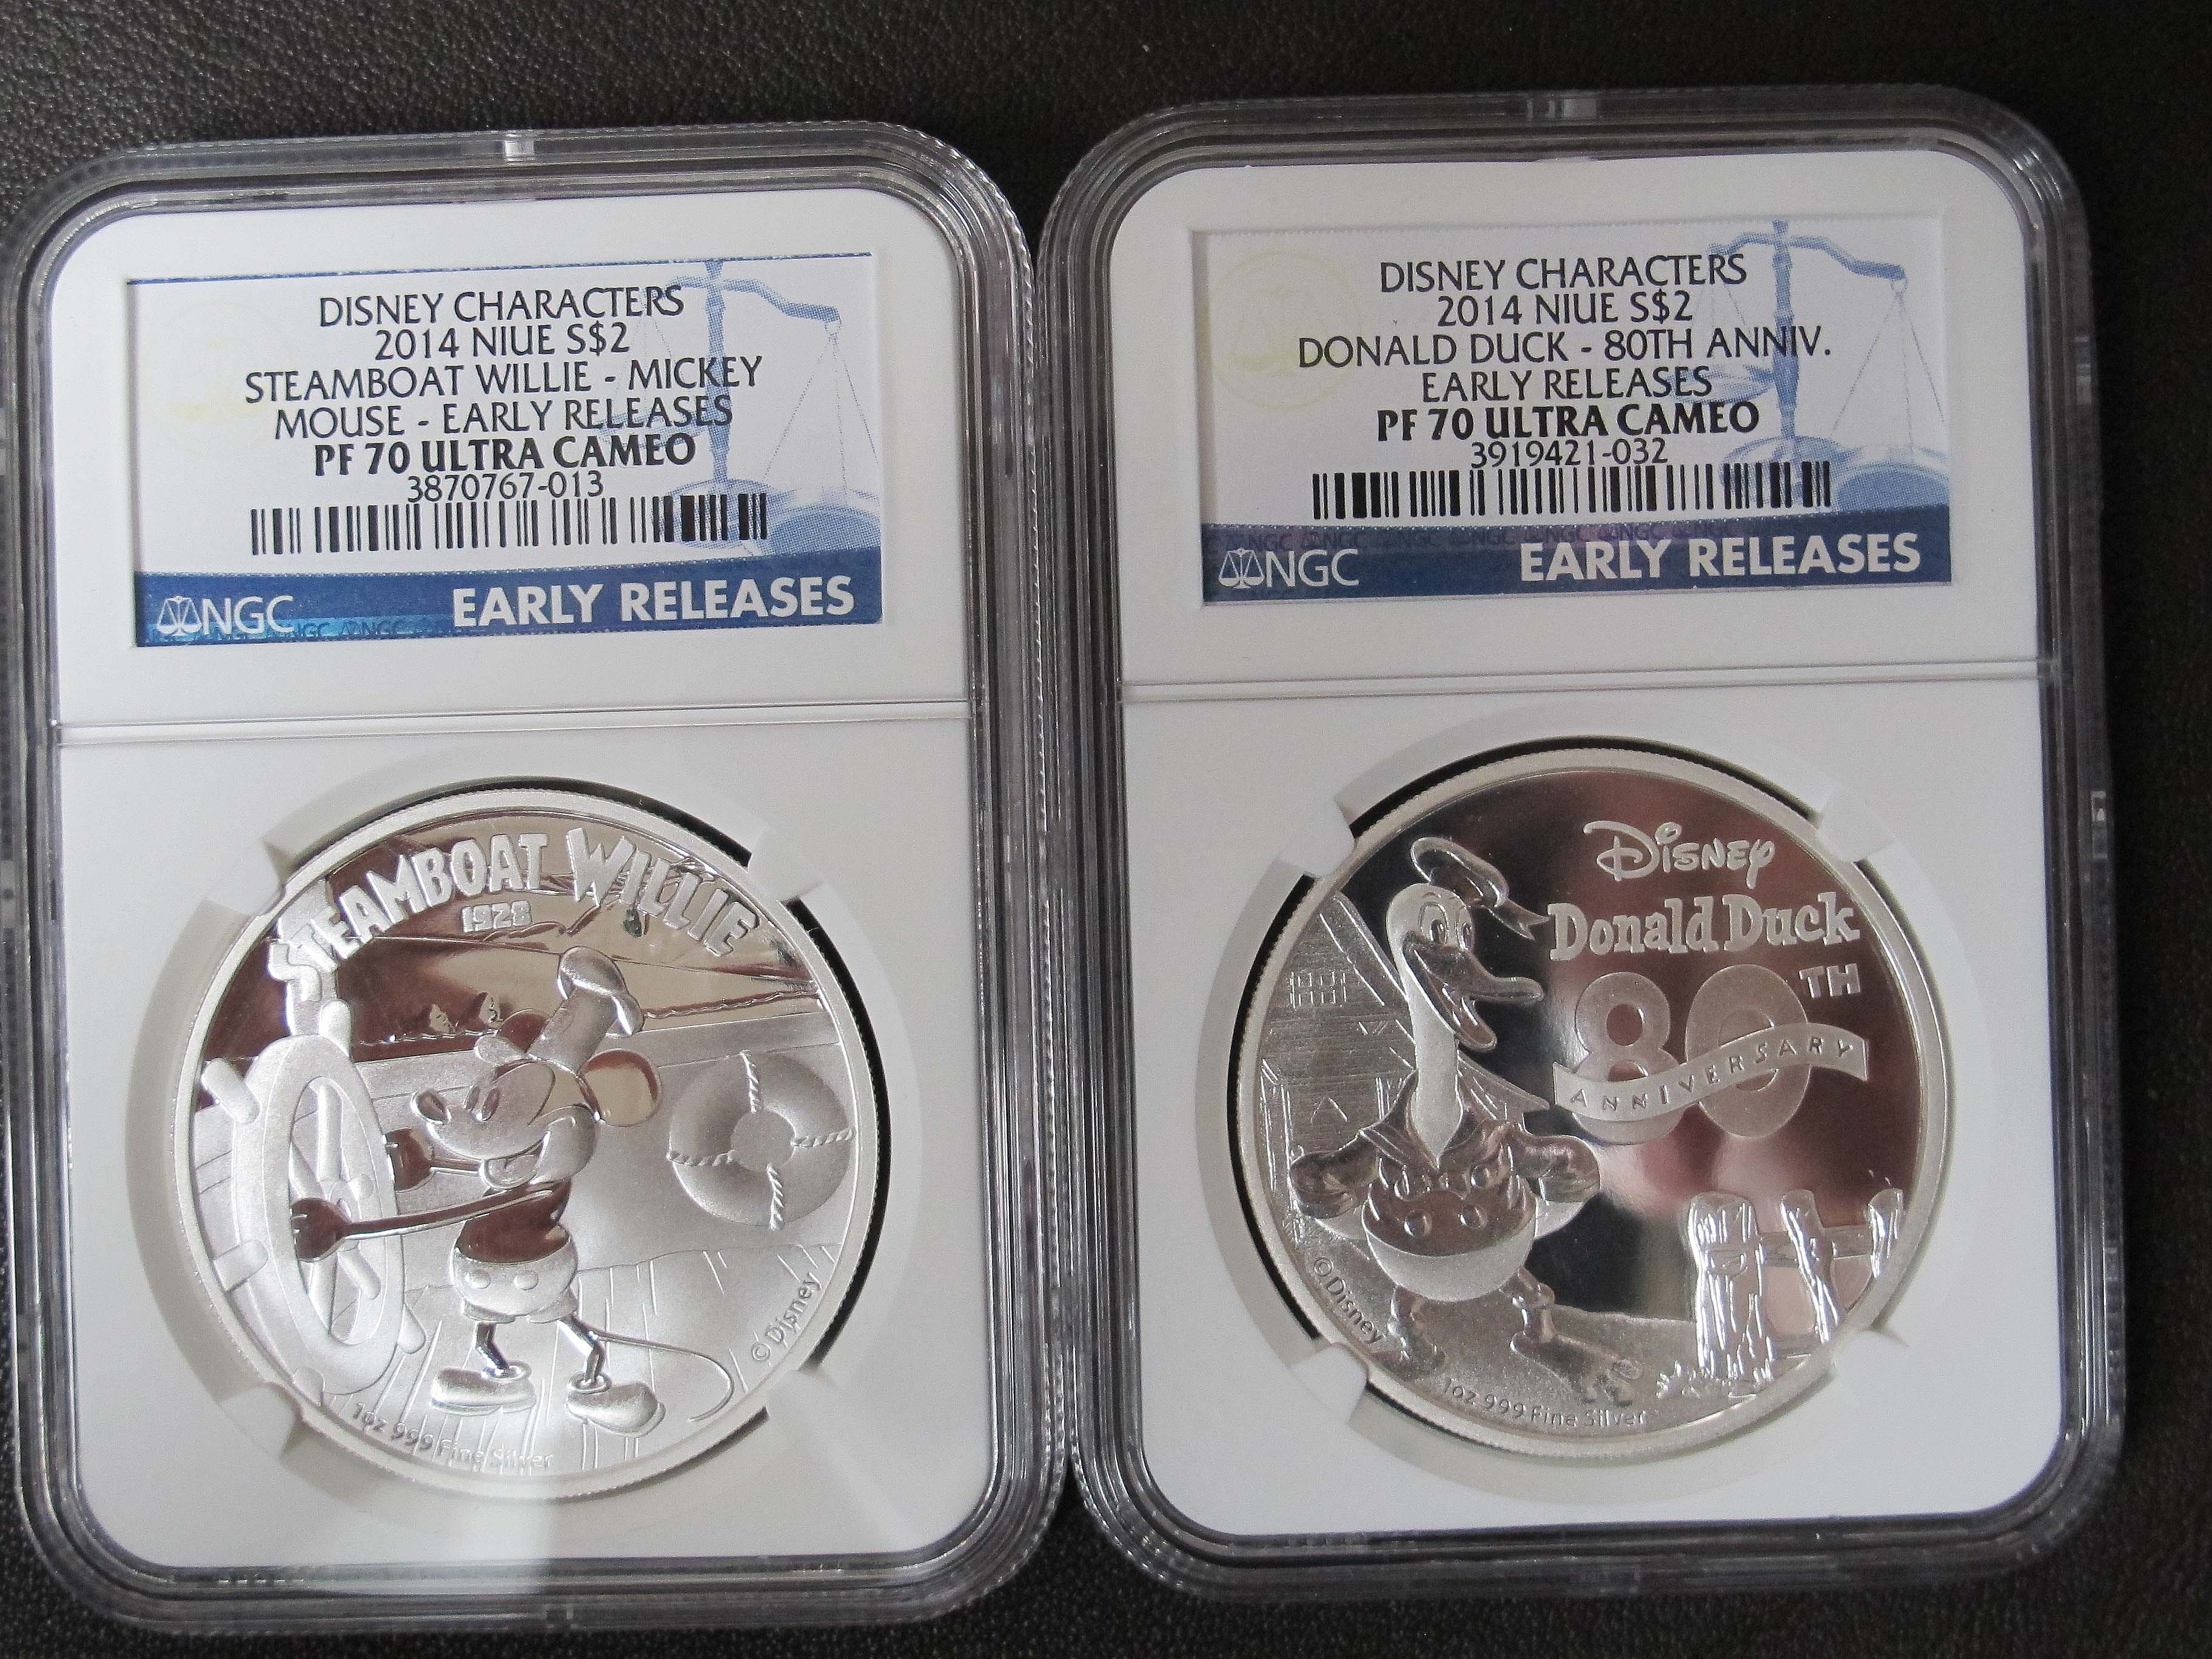 DISNEY CHARACTERS
2014 NIUE S$2
STEAMBOAT WILLIE - MICKEY
MOUSE - EARLY RELEASES
PF 70 ULTRA CAMEO
3870767-013
NGC EARLY RELEASES
STEAMBOAT WILLIE
1928
© Disney
1oz 999 Fine Silver
DISNEY CHARACTERS
2014 NIUE S$2
DONALD DUCK - 80TH ANNIV.
EARLY RELEASES
PF 70 ULTRA CAMEO
3919421-032
NGC EARLY RELEASES
Disney
Donald Duck
80TH
ANNIVERSARY
© Disney
1oz 999 Fine Silver